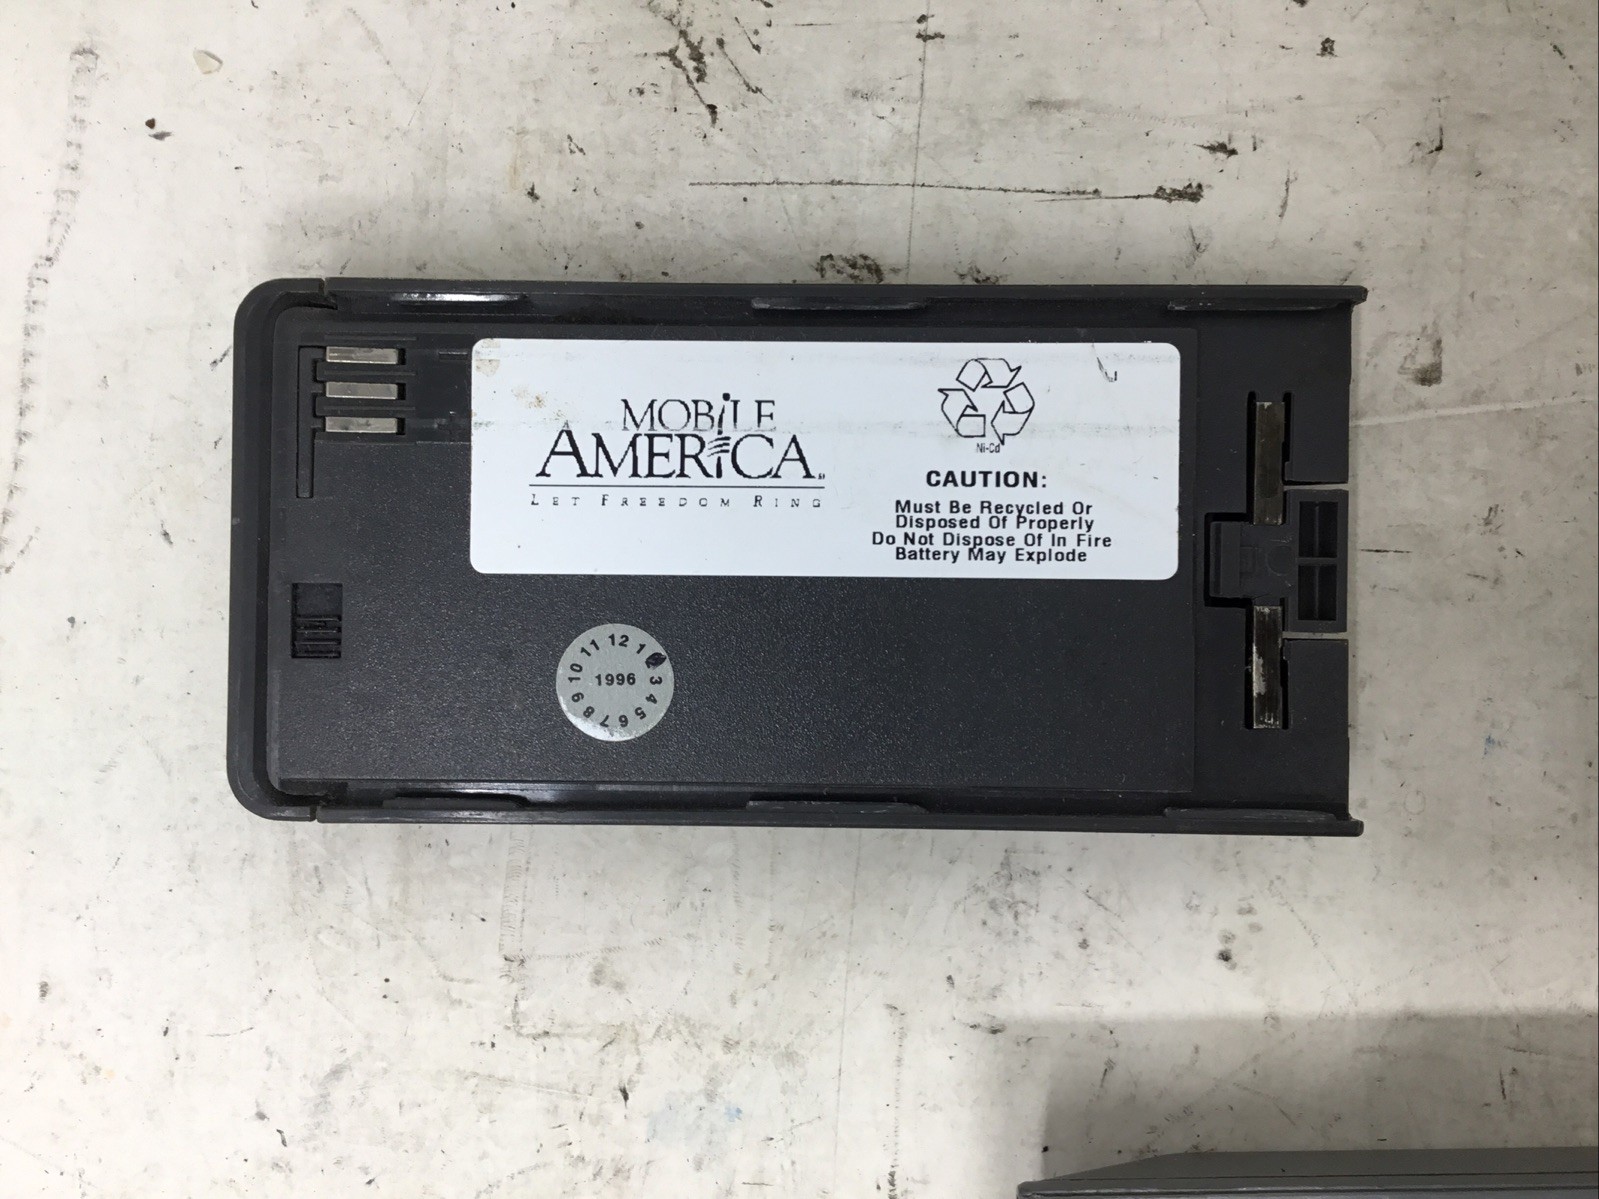 MOBILE
AMERICA
LET FREEDOM RING
Ni-Cd
CAUTION:
Must Be Recycled Or
Disposed Of Properly
Do Not Dispose Of In Fire
Battery May Explode
12 1 3 4 5 6 7 8 9 10 11
1996